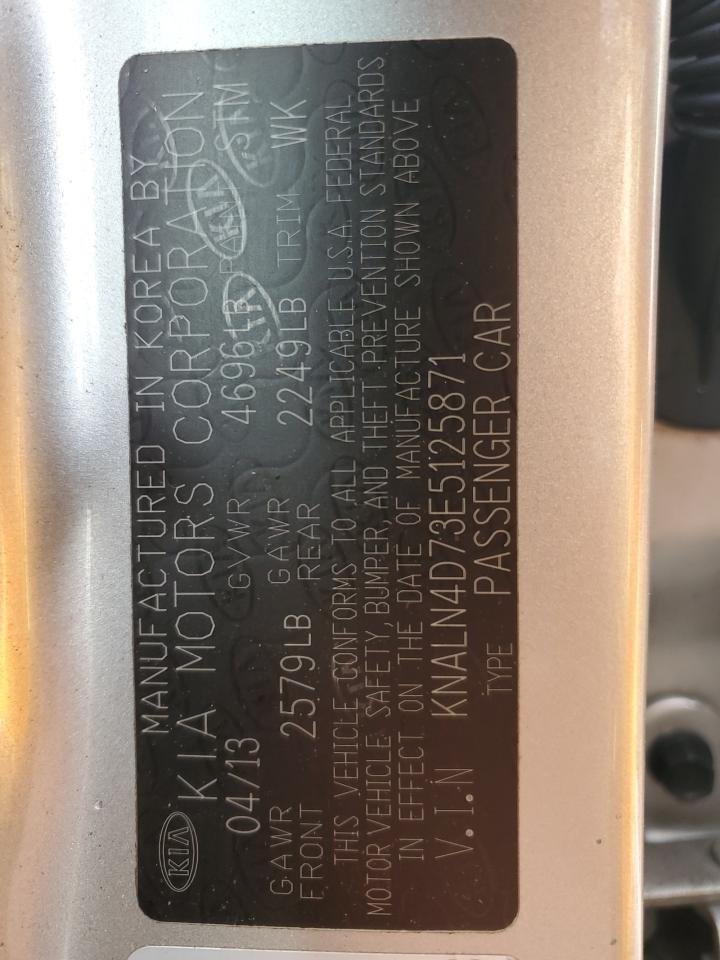 KIA
MANUFACTURED IN KOREA BY
KIA MOTORS CORPORATION
04/13 GVWR 4696LB PAINT STM
GAWR FRONT 2579LB GAWR REAR 2249LB TRIM WK
THIS VEHICLE CONFORMS TO ALL APPLICABLE U.S.A. FEDERAL
MOTOR VEHICLE SAFETY, BUMPER, AND THEFT PREVENTION STANDARDS
IN EFFECT ON THE DATE OF MANUFACTURE SHOWN ABOVE
V.I.N KNALN4D73E5125871
TYPE PASSENGER CAR